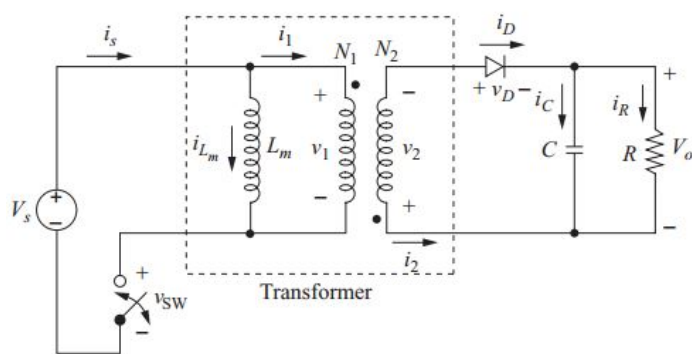 i_s
i_1
N_1
N_2
i_D
+
+
−
+ v_D −
i_C
i_R
+
i_{L_m}
L_m
v_1
v_2
C
R
V_o
V_s
+
−
−
+
−
+
v_SW
−
i_2
Transformer